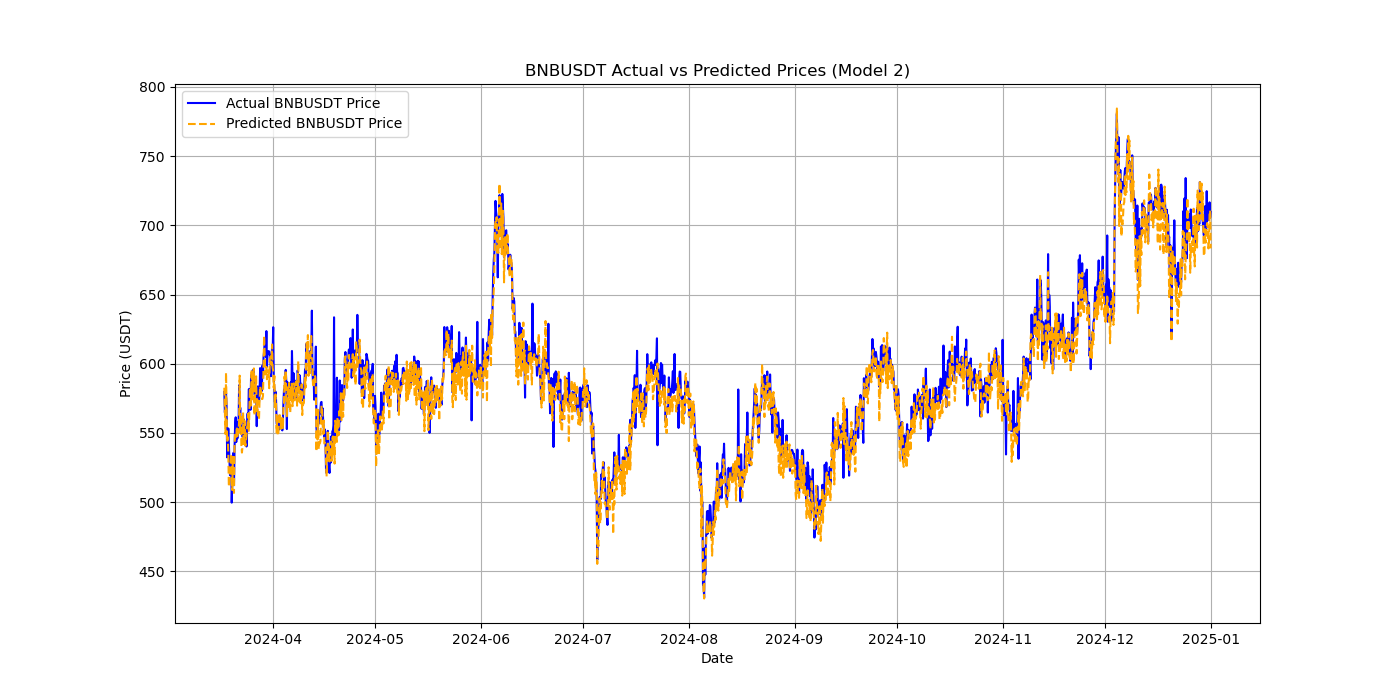 BNBUSDT Actual vs Predicted Prices (Model 2)
Actual BNBUSDT Price
Predicted BNBUSDT Price
Price (USDT)
800
750
700
650
600
550
500
450
2024-04 2024-05 2024-06 2024-07 2024-08 2024-09 2024-10 2024-11 2024-12 2025-01
Date